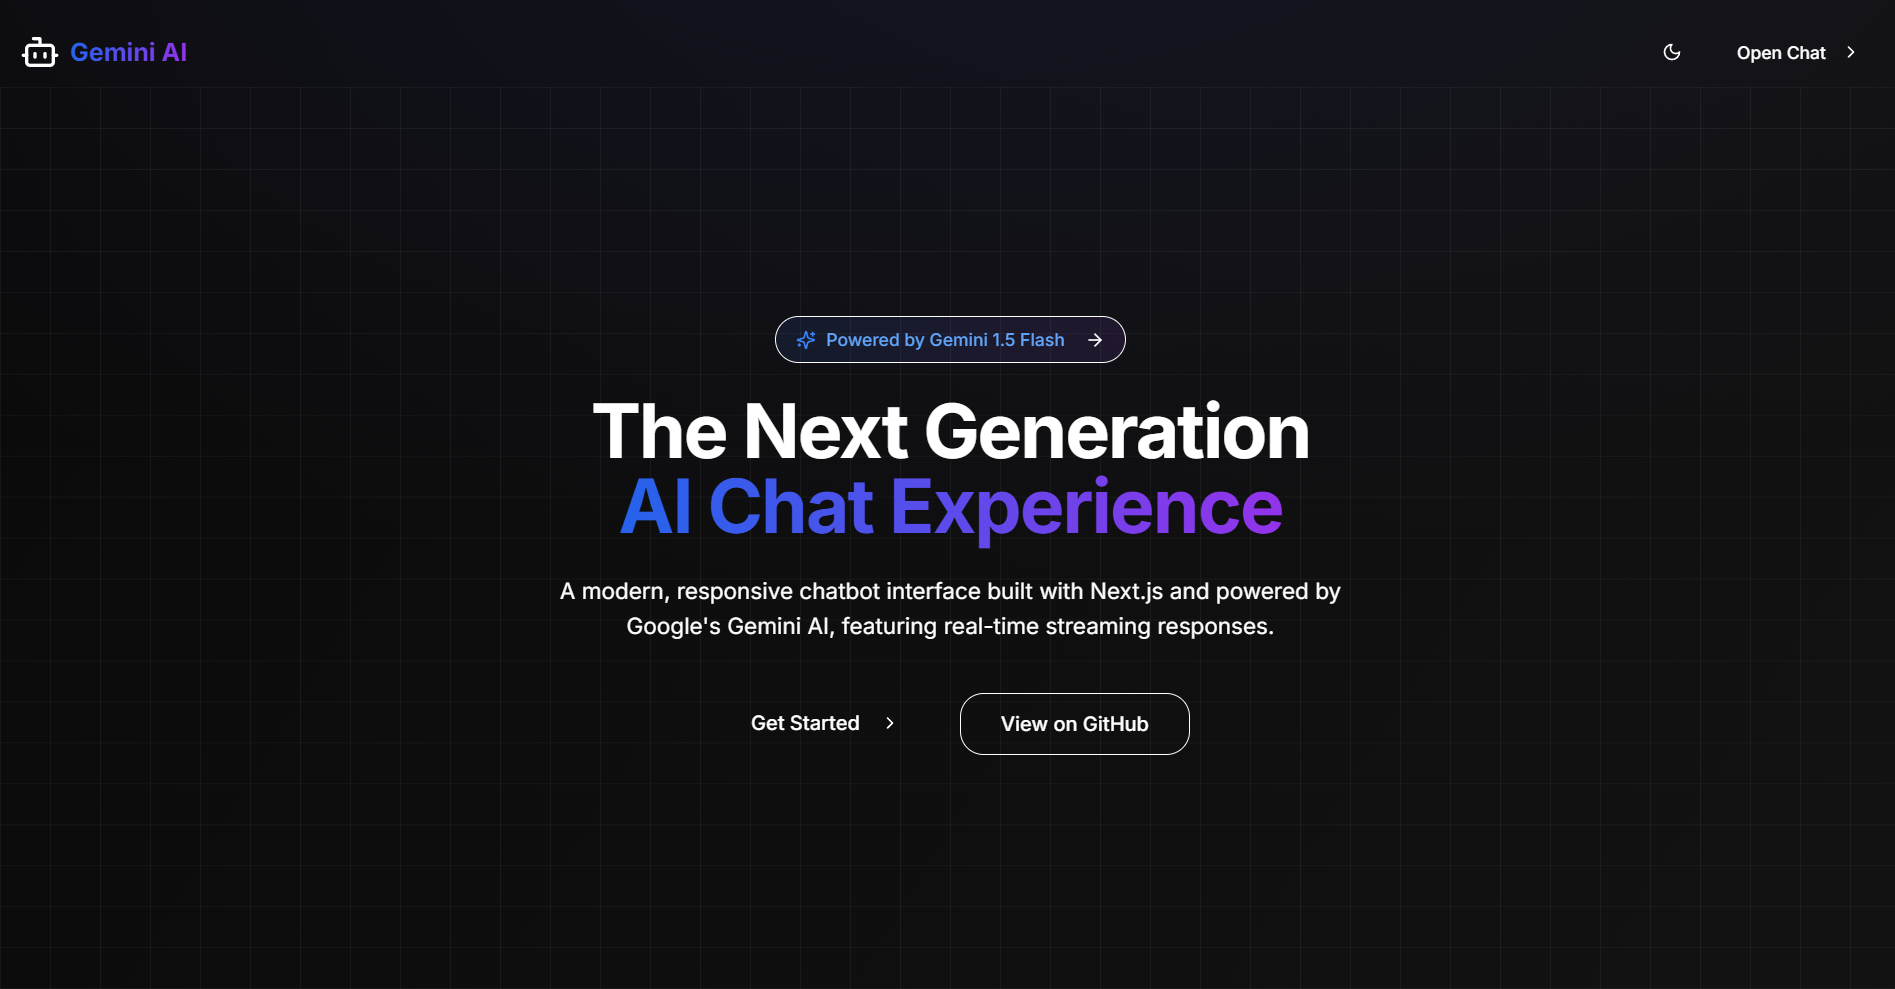 Gemini AI
Open Chat
Powered by Gemini 1.5 Flash
The Next Generation
AI Chat Experience
A modern, responsive chatbot interface built with Next.js and powered by
Google's Gemini AI, featuring real-time streaming responses.
Get Started
View on GitHub